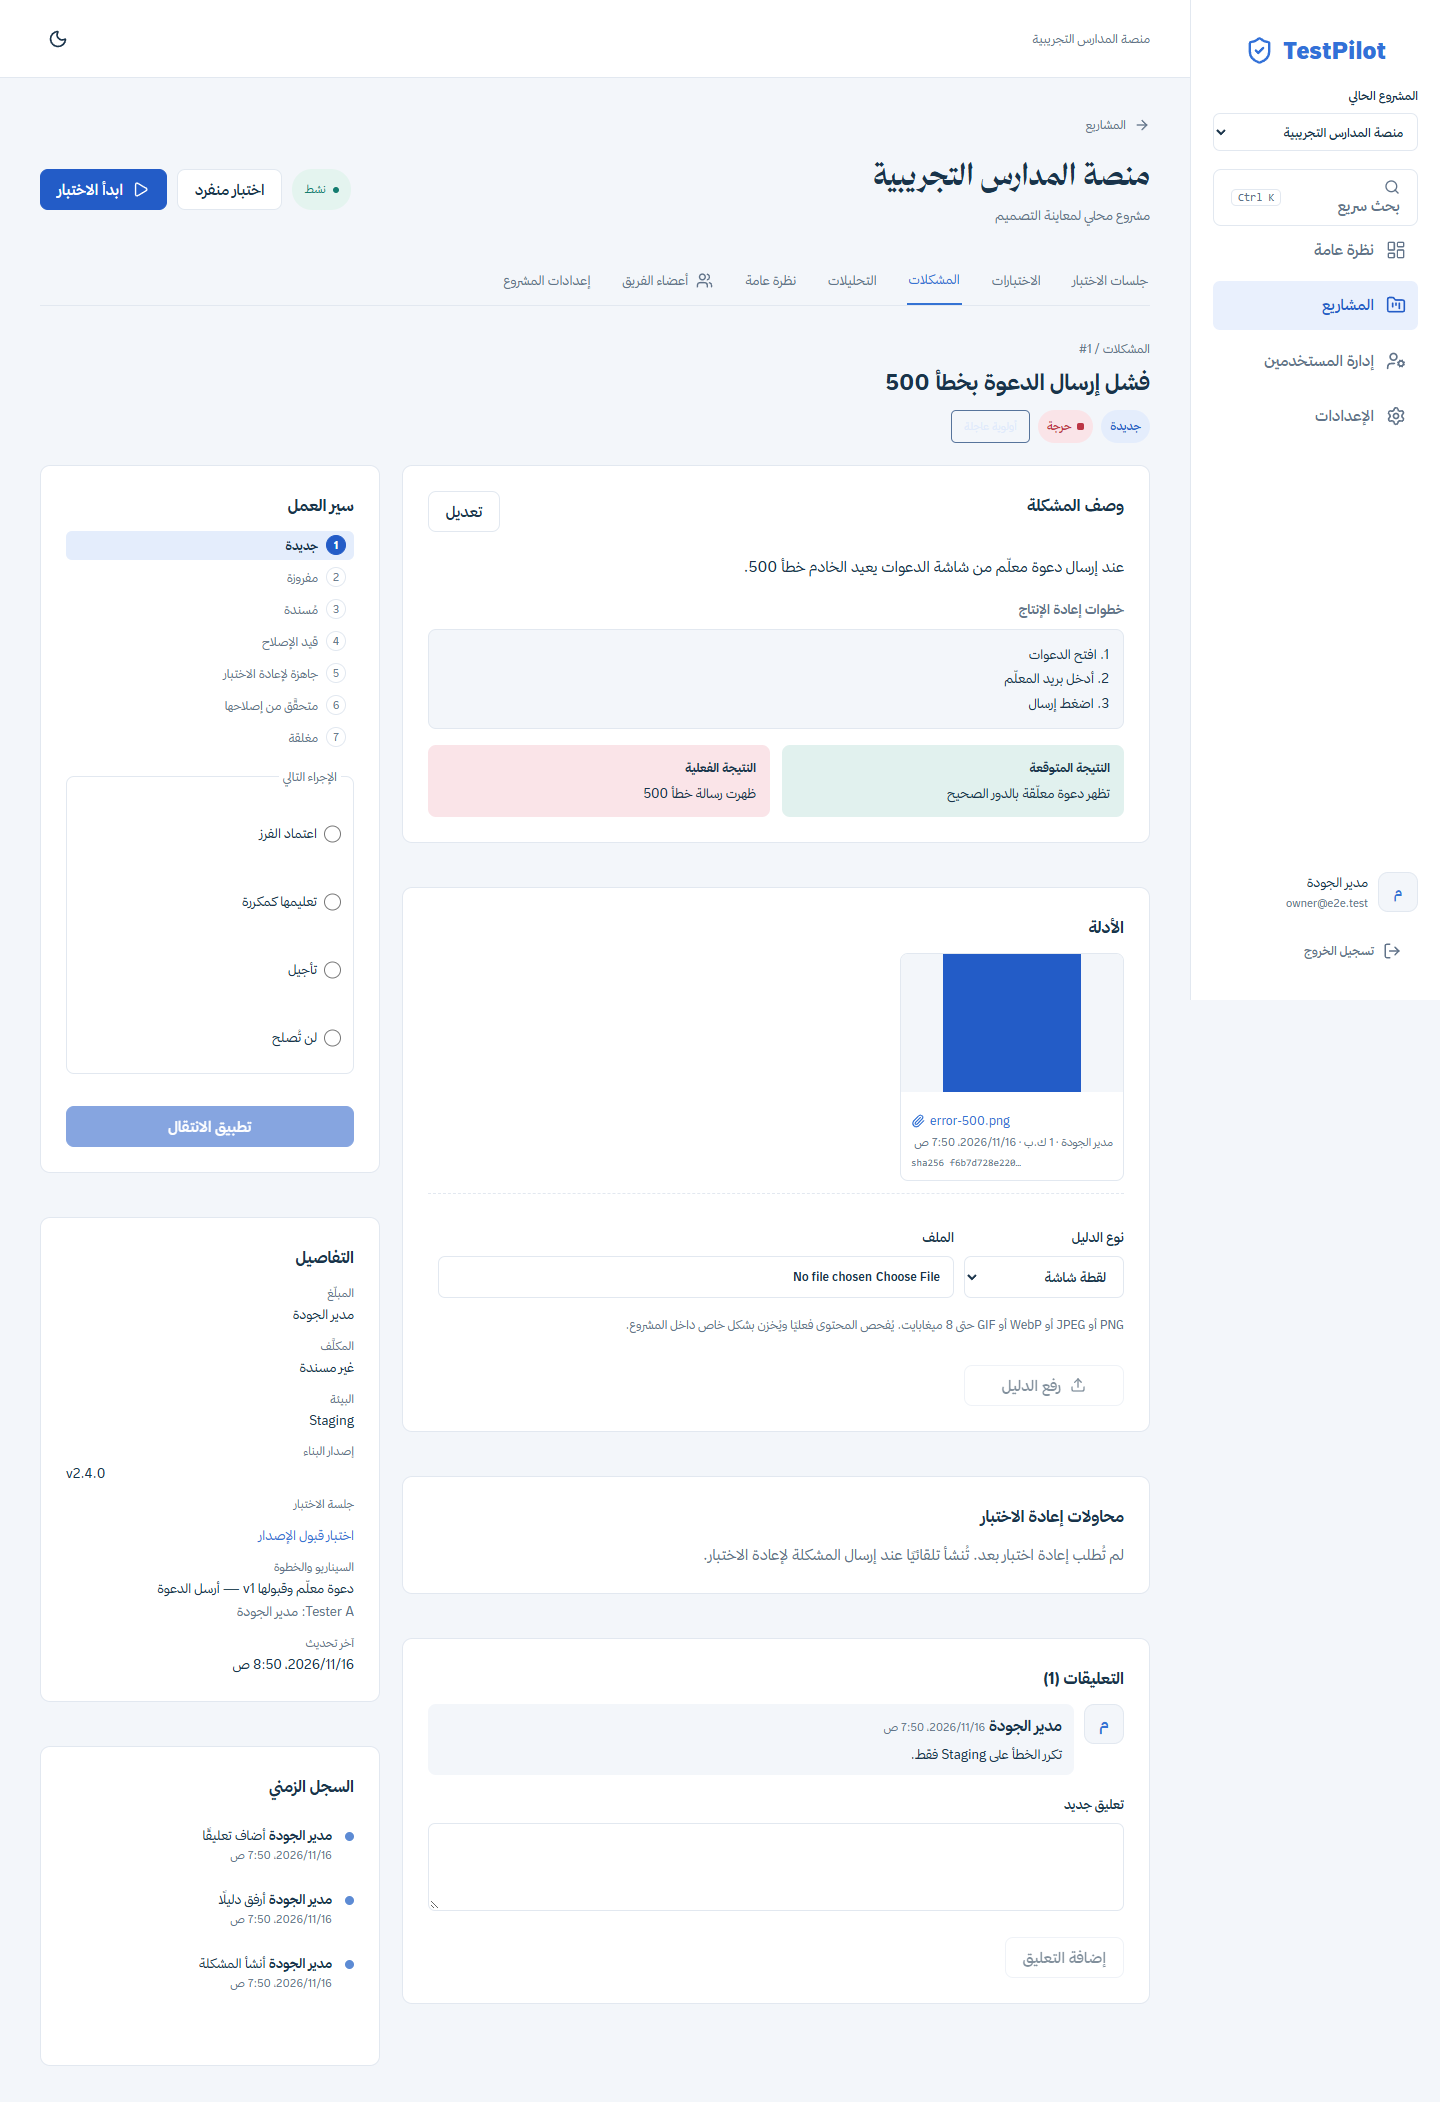 TestPilot
المشروع الحالي
منصة المدارس التجريبية
بحث سريع
Ctrl K
نظرة عامة
المشاريع
إدارة المستخدمين
الإعدادات
م
مدير الجودة
owner@e2e.test
تسجيل الخروج
منصة المدارس التجريبية
المشاريع
منصة المدارس التجريبية
مشروع محلي لمعاينة التصميم
نشط
اختبار منفرد
ابدأ الاختبار
جلسات الاختبار
الاختبارات
المشكلات
التحليلات
نظرة عامة
أعضاء الفريق
إعدادات المشروع
المشكلات / #1
فشل إرسال الدعوة بخطأ 500
جديدة
حرجة
أولوية عاجلة
وصف المشكلة
تعديل
عند إرسال دعوة معلّم من شاشة الدعوات يعيد الخادم خطأ 500.
خطوات إعادة الإنتاج
1. افتح الدعوات
2. أدخل بريد المعلّم
3. اضغط إرسال
النتيجة المتوقعة
تظهر دعوة معلّقة بالدور الصحيح
النتيجة الفعلية
ظهرت رسالة خطأ 500
الأدلة
error-500.png
مدير الجودة · 1 ك.ب · 2026/11/16، 7:50 ص
sha256 f6b7d728e220…
نوع الدليل
لقطة شاشة
الملف
Choose File No file chosen
PNG أو JPEG أو WebP أو GIF حتى 8 ميغابايت. يُفحص المحتوى فعليًا ويُخزن بشكل خاص داخل المشروع.
رفع الدليل
محاولات إعادة الاختبار
لم تُطلب إعادة اختبار بعد. تُنشأ تلقائيًا عند إرسال المشكلة لإعادة الاختبار.
التعليقات (1)
م
مدير الجودة 2026/11/16، 7:50 ص
تكرر الخطأ على Staging فقط.
تعليق جديد
إضافة التعليق
سير العمل
1 جديدة
2 مفروزة
3 مُسندة
4 قيد الإصلاح
5 جاهزة لإعادة الاختبار
6 متحقَّق من إصلاحها
7 مغلقة
الإجراء التالي
اعتماد الفرز
تعليمها كمكررة
تأجيل
لن تُصلح
تطبيق الانتقال
التفاصيل
المبلّغ
مدير الجودة
المكلّف
غير مسندة
البيئة
Staging
إصدار البناء
v2.4.0
جلسة الاختبار
اختبار قبول الإصدار
السيناريو والخطوة
دعوة معلّم وقبولها v1 — أرسل الدعوة
Tester A: مدير الجودة
آخر تحديث
2026/11/16، 8:50 ص
السجل الزمني
مدير الجودة أضاف تعليقًا
2026/11/16، 7:50 ص
مدير الجودة أرفق دليلًا
2026/11/16، 7:50 ص
مدير الجودة أنشأ المشكلة
2026/11/16، 7:50 ص